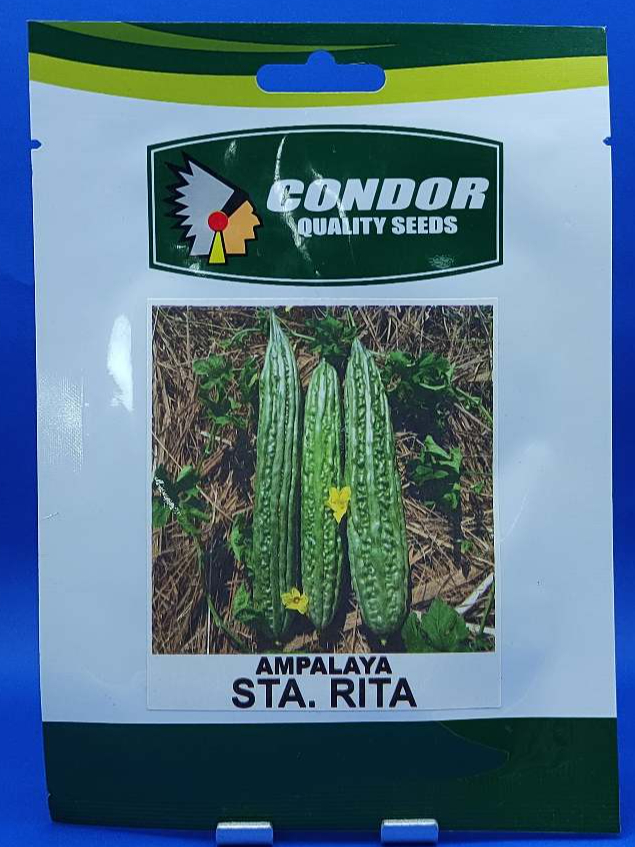 CONDOR
QUALITY SEEDS
AMPALAYA
STA. RITA